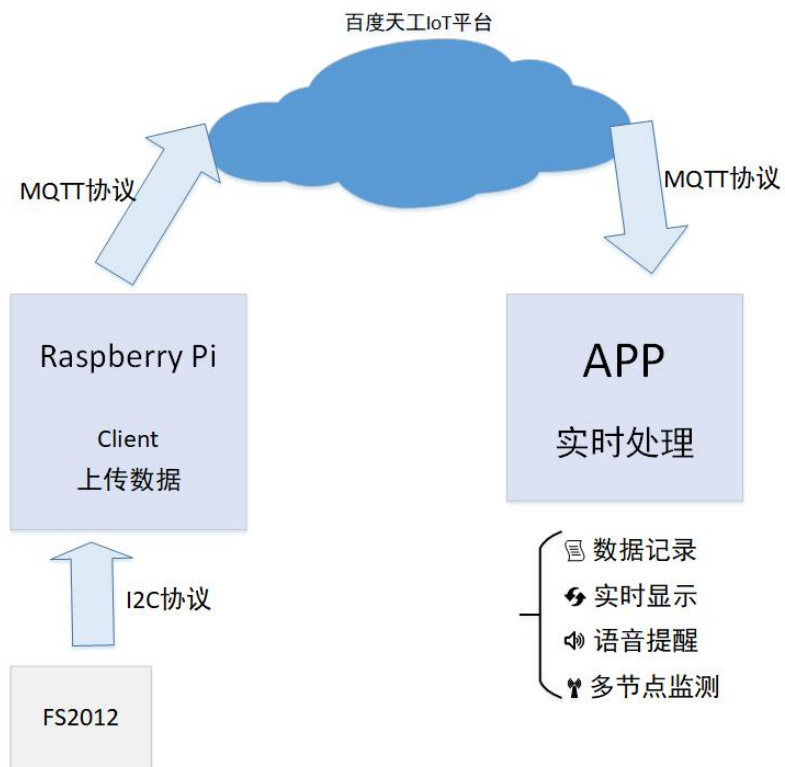 百度天工IoT平台
MQTT协议
MQTT协议
Raspberry Pi
Client
上传数据
APP
实时处理
I2C协议
数据记录
实时显示
语音提醒
多节点监测
FS2012